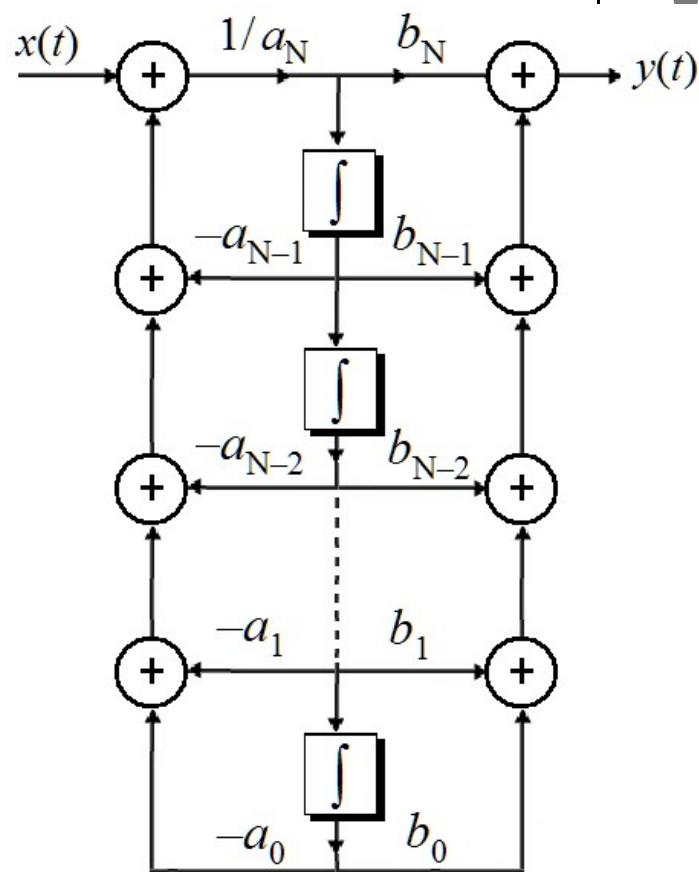 x(t) 1/a_N b_N y(t)
+ +
∫
−a_{N−1} b_{N−1}
+ +
∫
−a_{N−2} b_{N−2}
+ +
−a_1 b_1
+ +
∫
−a_0 b_0